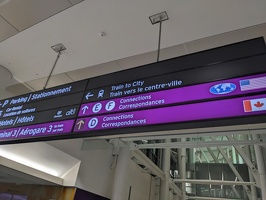 Parking/Stationnement
Hotels/Hôtels
Terminal 3/Aérogare 3
Train to City
Train vers centre-ville
E F Connections
Correspondances
D Connections
Correspondances